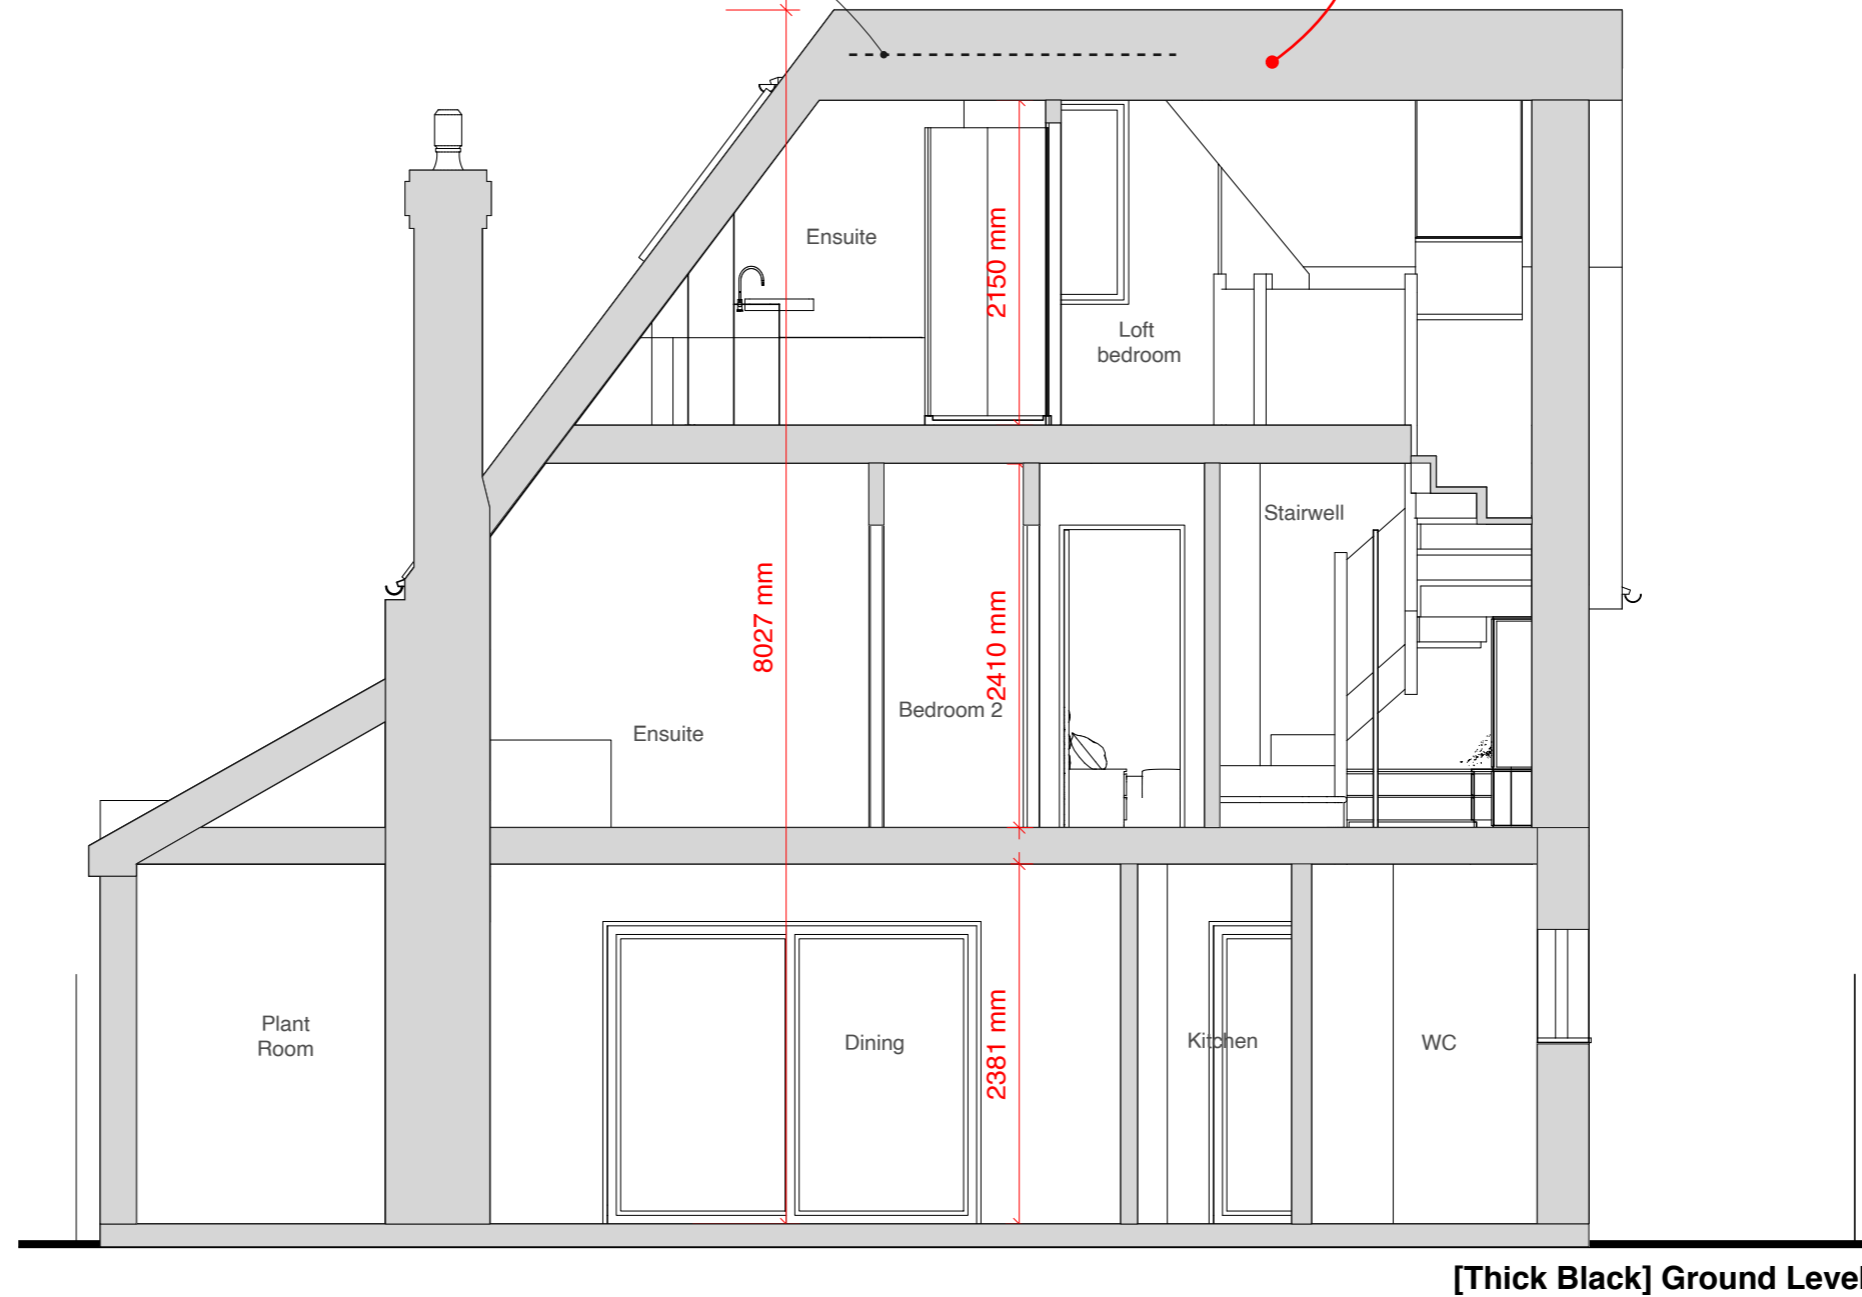 Ensuite
2150 mm
Loft
bedroom
Stairwell
8027 mm
2410 mm
Bedroom 2
Ensuite
Plant
Room
Dining
2381 mm
Kitchen
WC
[Thick Black] Ground Level